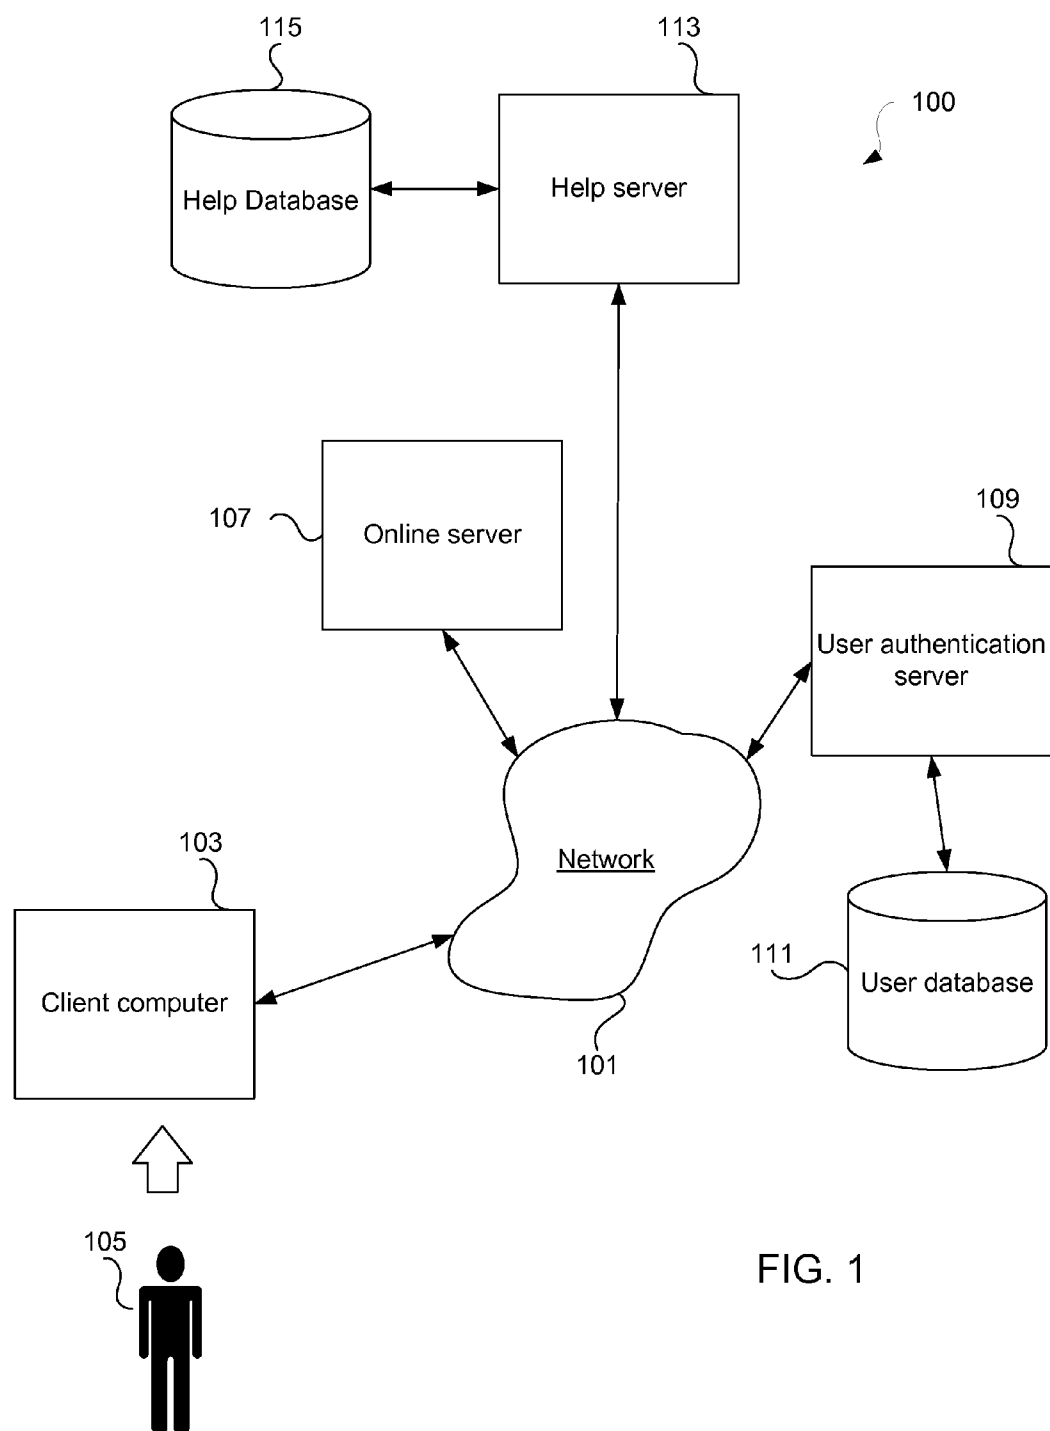 115
113
100
Help Database
Help server
107
Online server
109
User authentication
server
103
Network
111
Client computer
User database
101
105
FIG. 1